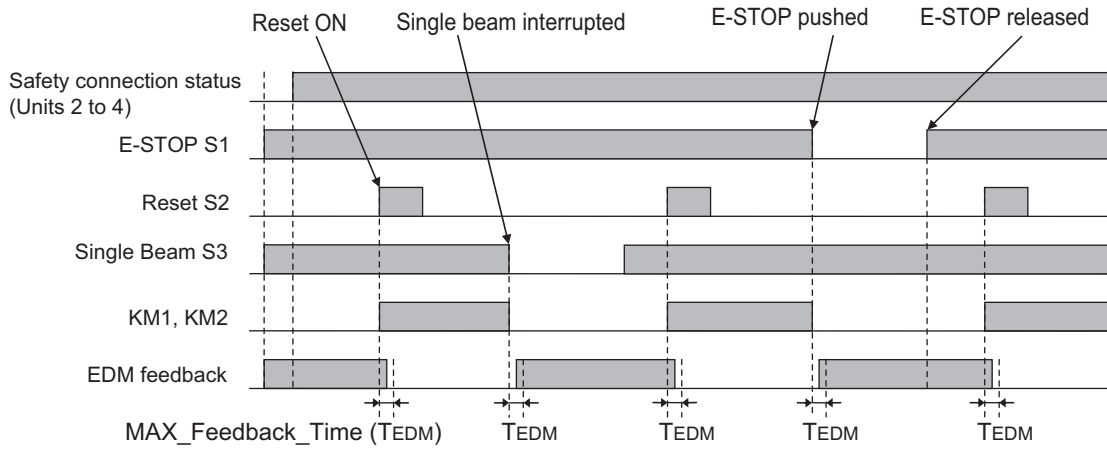 Reset ON
Single beam interrupted
E-STOP pushed
E-STOP released
Safety connection status
(Units 2 to 4)
E-STOP S1
Reset S2
Single Beam S3
KM1, KM2
EDM feedback
MAX_Feedback_Time (TEDM)
TEDM
TEDM
TEDM
TEDM